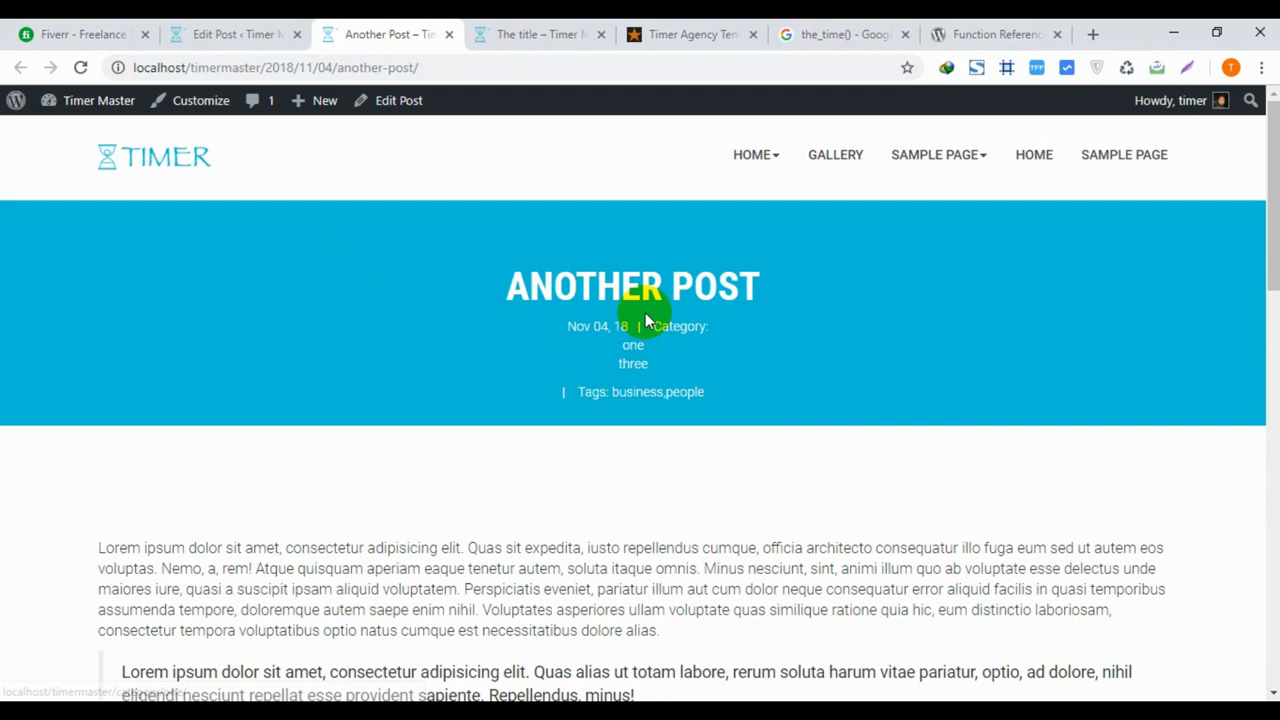 Fiverr - Freelance
Edit Post ‹ Timer M
Another Post – Tim
The title – Timer M
Timer Agency Tem
the_time() - Googl
Function Referenc
localhost/timermaster/2018/11/04/another-post/
Timer Master
Customize
1
New
Edit Post
Howdy, timer
TIMER
HOME
GALLERY
SAMPLE PAGE
HOME
SAMPLE PAGE
ANOTHER POST
Nov 04, 18 | Category:
one
three
| Tags: business,people
Lorem ipsum dolor sit amet, consectetur adipisicing elit. Quas sit expedita, iusto repellendus cumque, officia architecto consequatur illo fuga eum sed ut autem eos
voluptas. Nemo, a, rem! Atque quisquam aperiam eaque tenetur autem, soluta itaque omnis. Minus nesciunt, sint, animi illum quo ab voluptate esse delectus unde
maiores iure, quasi a suscipit ipsam aliquid voluptatem. Perspiciatis eveniet, pariatur illum aut cum dolor neque consequatur error aliquid facilis in quasi temporibus
assumenda tempore, doloremque autem saepe enim nihil. Voluptates asperiores ullam voluptate quas similique ratione quia hic, eum distinctio laboriosam,
consectetur tempora voluptatibus optio natus cumque est necessitatibus dolore alias.
Lorem ipsum dolor sit amet, consectetur adipisicing elit. Quas alias ut totam labore, rerum soluta harum vitae pariatur, optio, ad dolore, nihil
eligendi nesciunt repellat esse provident sapiente. Repellendus, minus!